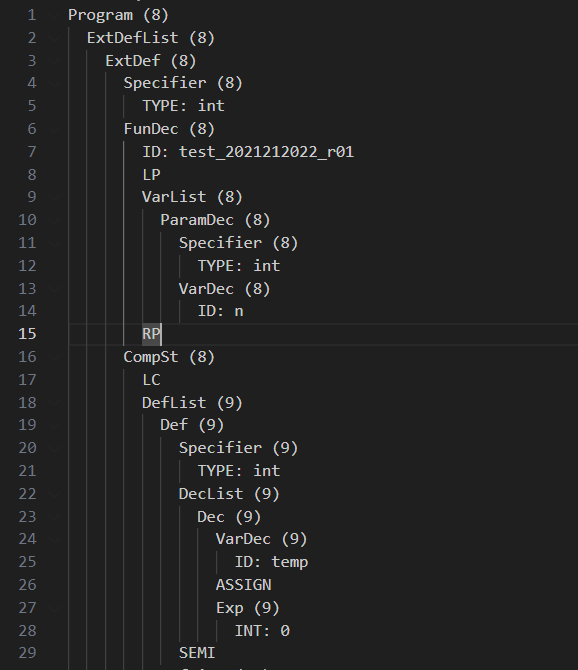 1 Program (8)
2 ExtDefList (8)
3 ExtDef (8)
4 Specifier (8)
5 TYPE: int
6 FunDec (8)
7 ID: test_2021212022_r01
8 LP
9 VarList (8)
10 ParamDec (8)
11 Specifier (8)
12 TYPE: int
13 VarDec (8)
14 ID: n
15 RP
16 CompSt (8)
17 LC
18 DefList (9)
19 Def (9)
20 Specifier (9)
21 TYPE: int
22 DecList (9)
23 Dec (9)
24 VarDec (9)
25 ID: temp
26 ASSIGN
27 Exp (9)
28 INT: 0
29 SEMI